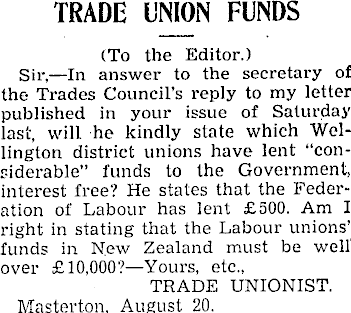 TRADE UNION FUNDS
(To the Editor.)
Sir,—In answer to the secretary of
the Trades Council's reply to my letter
published in your issue of Saturday
last, will he kindly state which Wel-
lington district unions have lent "con-
siderable" funds to the Government,
interest free? He states that the Feder-
ation of Labour has lent £500. Am I
right in stating that the Labour unions'
funds in New Zealand must be well
over £10,000?—Yours, etc.,
TRADE UNIONIST.
Masterton, August 20.